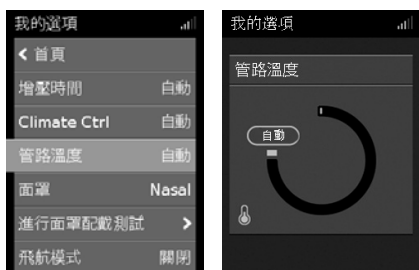 我的選項
首頁
增壓時間 自動
Climate Ctrl 自動
管路溫度 自動
面罩 Nasal
進行面罩配戴測試
飛航模式 關閉
我的選項
管路溫度
自動